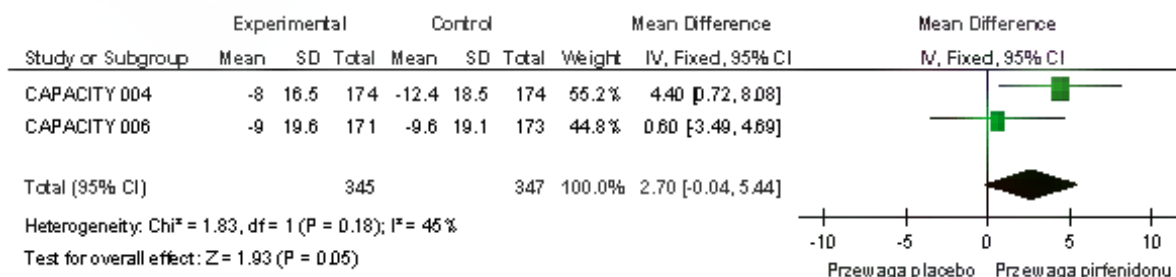 Experimental Control Mean Difference Mean Difference
Study or Subgroup Mean SD Total Mean SD Total Weight IV, Fixed, 95% CI IV, Fixed, 95% CI
CAPACITY 004 -8 16.5 174 -12.4 18.5 174 55.2% 4.40 [0.72, 8.08]
CAPACITY 006 -9 19.6 171 -9.6 19.1 173 44.8% 0.60 [-3.49, 4.69]
Total (95% CI) 345 347 100.0% 2.70 [-0.04, 5.44]
Heterogeneity: Chi² = 1.83, df = 1 (P = 0.18); I² = 45%
Test for overall effect: Z = 1.93 (P = 0.05)
-10 -5 0 5 10
Przewaga placebo Przewaga pirfenidonu